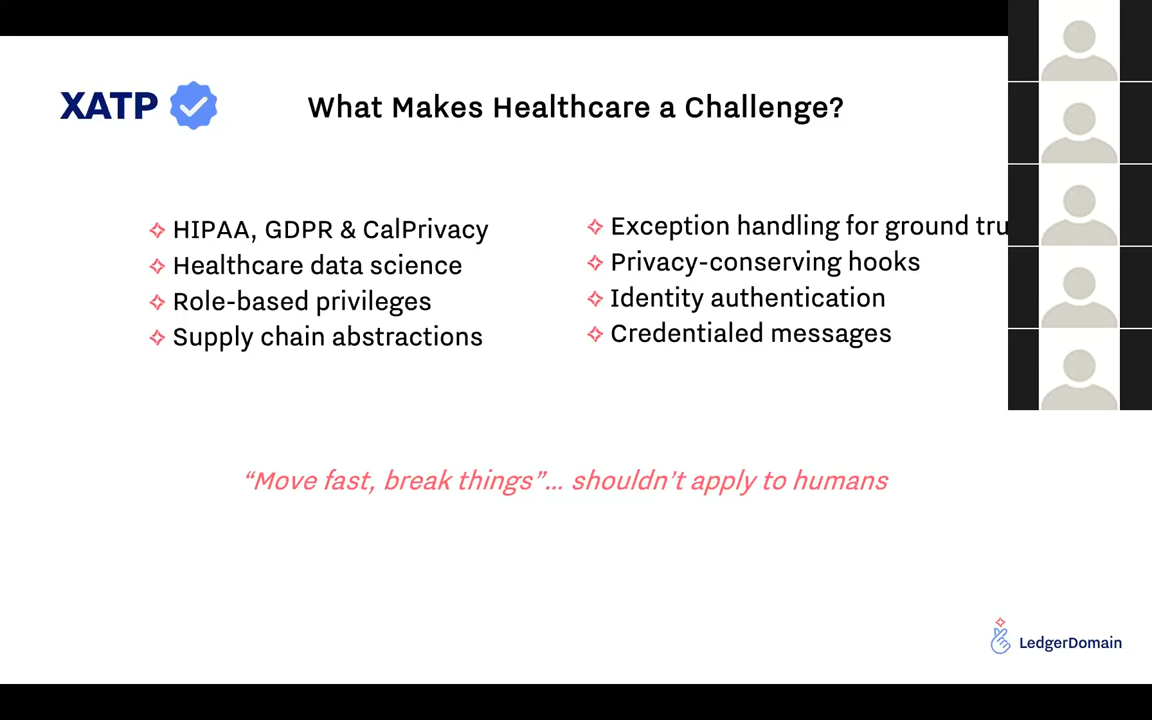 XATP
What Makes Healthcare a Challenge?
HIPAA, GDPR & CalPrivacy
Healthcare data science
Role-based privileges
Supply chain abstractions
Exception handling for ground tru
Privacy-conserving hooks
Identity authentication
Credentialed messages
“Move fast, break things”... shouldn’t apply to humans
LedgerDomain